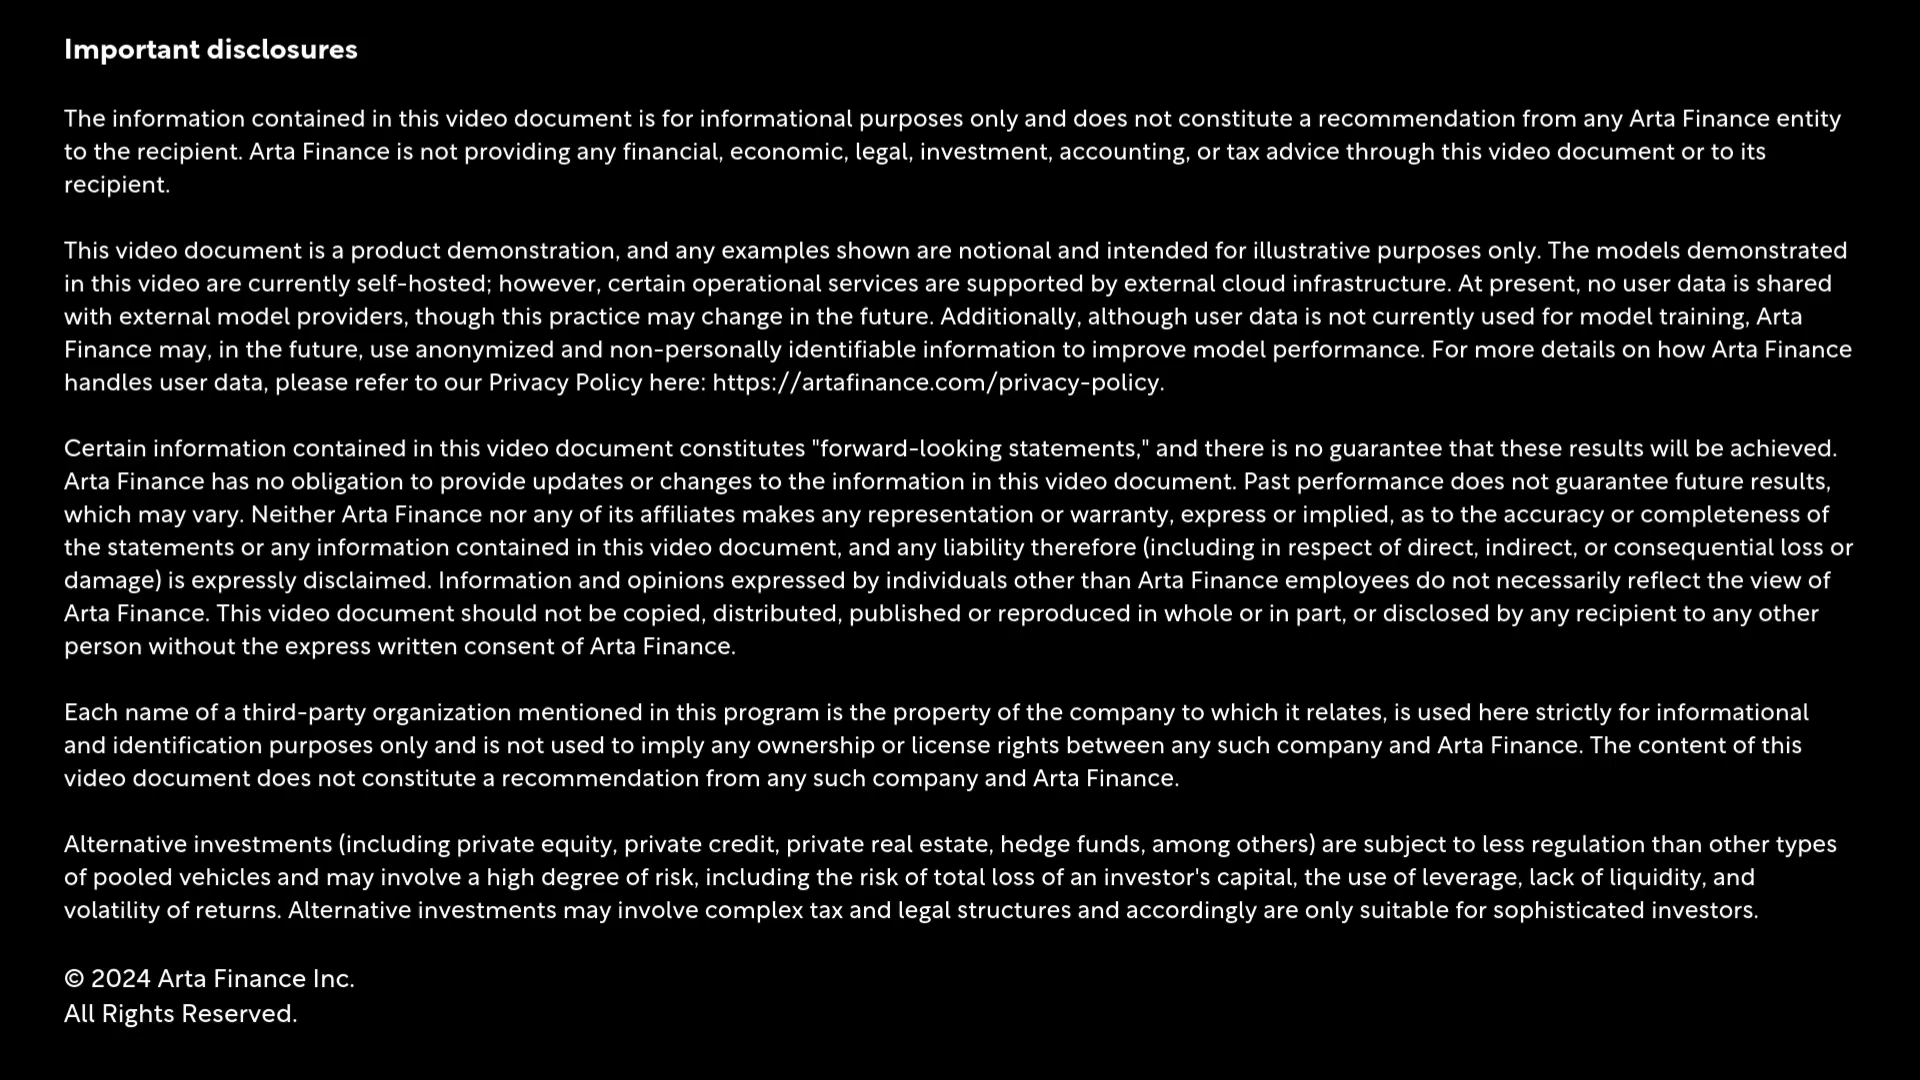 Important disclosures
The information contained in this video document is for informational purposes only and does not constitute a recommendation from any Arta Finance entity
to the recipient. Arta Finance is not providing any financial, economic, legal, investment, accounting, or tax advice through this video document or to its
recipient.
This video document is a product demonstration, and any examples shown are notional and intended for illustrative purposes only. The models demonstrated
in this video are currently self-hosted; however, certain operational services are supported by external cloud infrastructure. At present, no user data is shared
with external model providers, though this practice may change in the future. Additionally, although user data is not currently used for model training, Arta
Finance may, in the future, use anonymized and non-personally identifiable information to improve model performance. For more details on how Arta Finance
handles user data, please refer to our Privacy Policy here: https://artafinance.com/privacy-policy.
Certain information contained in this video document constitutes "forward-looking statements," and there is no guarantee that these results will be achieved.
Arta Finance has no obligation to provide updates or changes to the information in this video document. Past performance does not guarantee future results,
which may vary. Neither Arta Finance nor any of its affiliates makes any representation or warranty, express or implied, as to the accuracy or completeness of
the statements or any information contained in this video document, and any liability therefore (including in respect of direct, indirect, or consequential loss or
damage) is expressly disclaimed. Information and opinions expressed by individuals other than Arta Finance employees do not necessarily reflect the view of
Arta Finance. This video document should not be copied, distributed, published or reproduced in whole or in part, or disclosed by any recipient to any other
person without the express written consent of Arta Finance.
Each name of a third-party organization mentioned in this program is the property of the company to which it relates, is used here strictly for informational
and identification purposes only and is not used to imply any ownership or license rights between any such company and Arta Finance. The content of this
video document does not constitute a recommendation from any such company and Arta Finance.
Alternative investments (including private equity, private credit, private real estate, hedge funds, among others) are subject to less regulation than other types
of pooled vehicles and may involve a high degree of risk, including the risk of total loss of an investor's capital, the use of leverage, lack of liquidity, and
volatility of returns. Alternative investments may involve complex tax and legal structures and accordingly are only suitable for sophisticated investors.
© 2024 Arta Finance Inc.
All Rights Reserved.